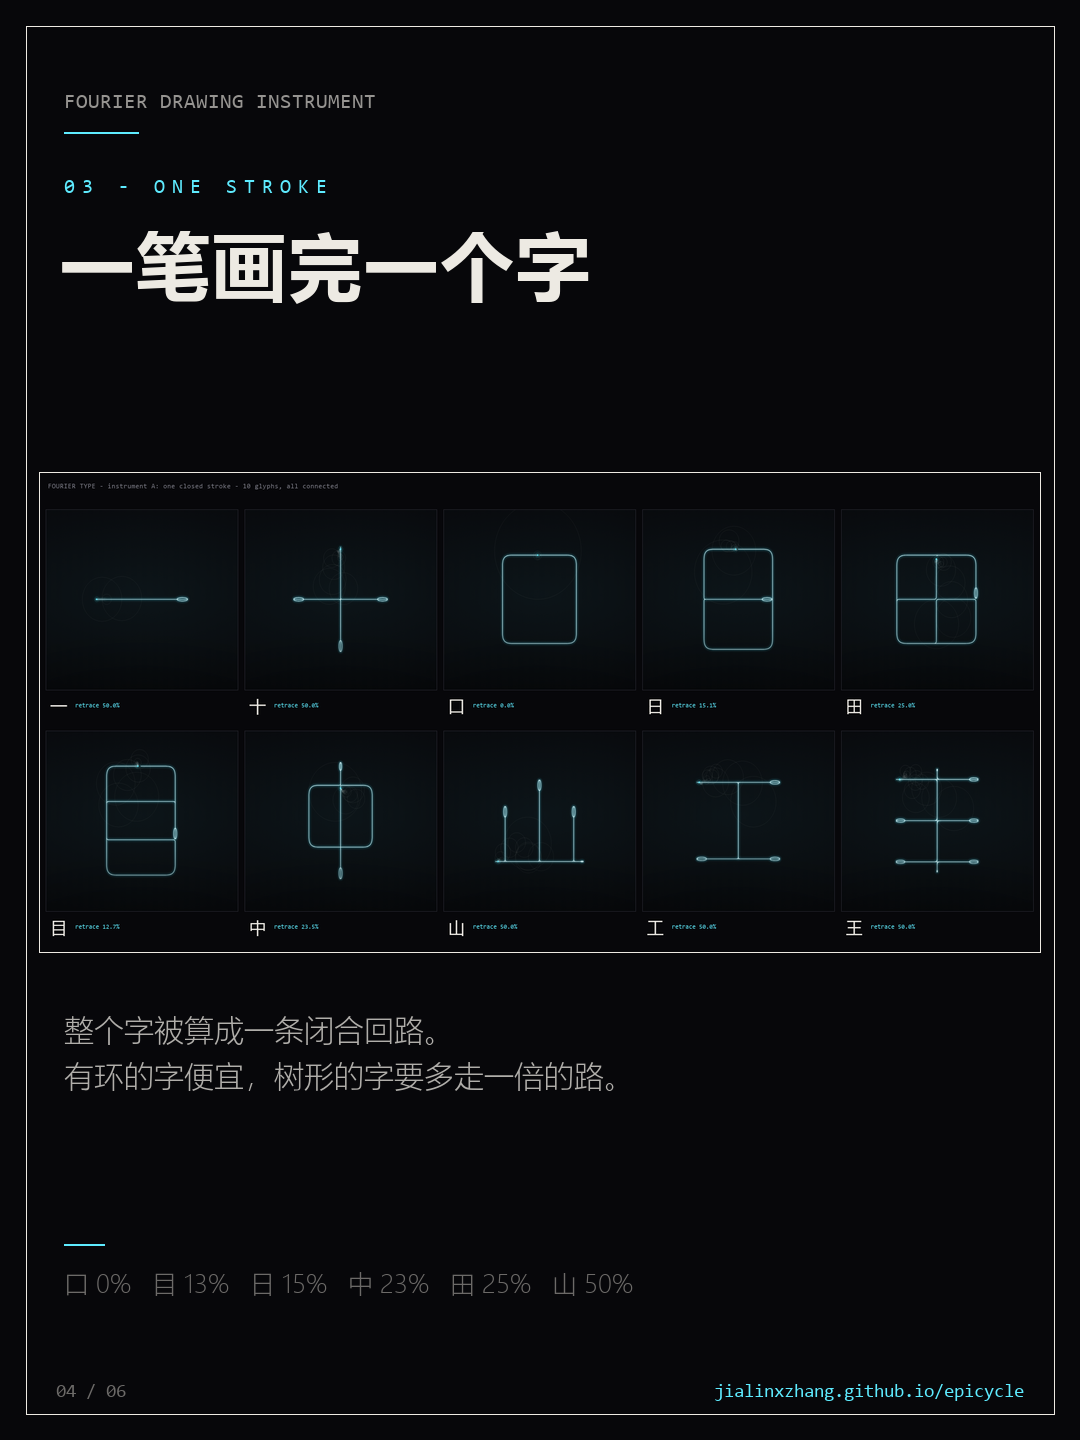 FOURIER DRAWING INSTRUMENT
03 - ONE STROKE
一笔画完一个字
FOURIER TYPE - instrument A: one closed stroke - 10 glyphs, all connected
一 retrace 50.0%
十 retrace 50.0%
口 retrace 0.0%
日 retrace 15.1%
田 retrace 25.0%
目 retrace 12.7%
中 retrace 23.5%
山 retrace 50.0%
工 retrace 50.0%
王 retrace 50.0%
整个字被算成一条闭合回路。
有环的字便宜，树形的字要多走一倍的路。
口 0% 目 13% 日 15% 中 23% 田 25% 山 50%
04 / 06
jialinxzhang.github.io/epicycle